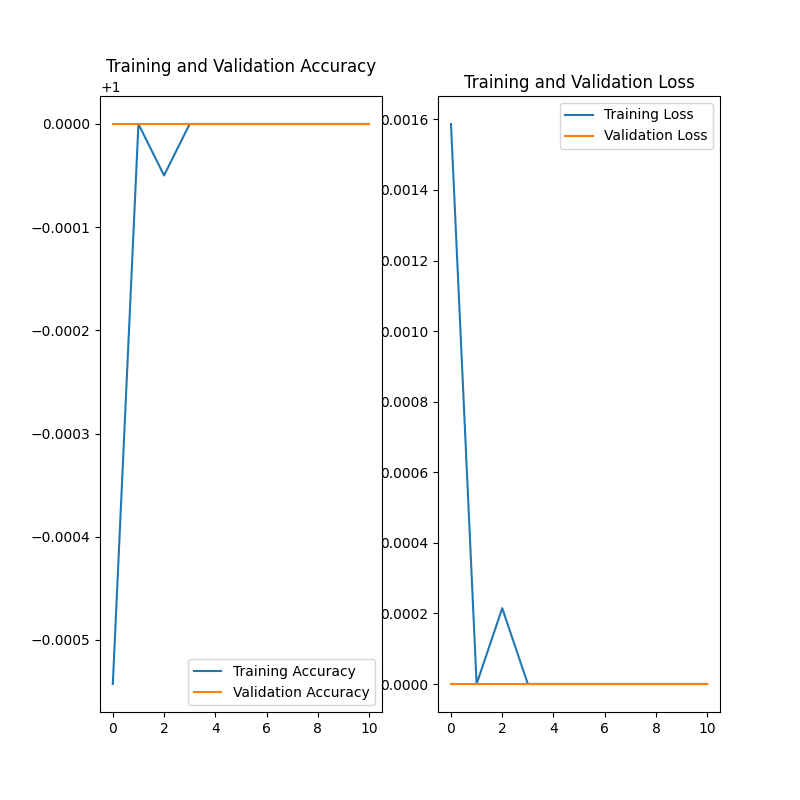 Training and Validation Accuracy
+1
0.0000
−0.0001
−0.0002
−0.0003
−0.0004
−0.0005
Training Accuracy
Validation Accuracy
0 2 4 6 8 10
Training and Validation Loss
0.0016
0.0014
0.0012
0.0010
0.0008
0.0006
0.0004
0.0002
0.0000
Training Loss
Validation Loss
0 2 4 6 8 10